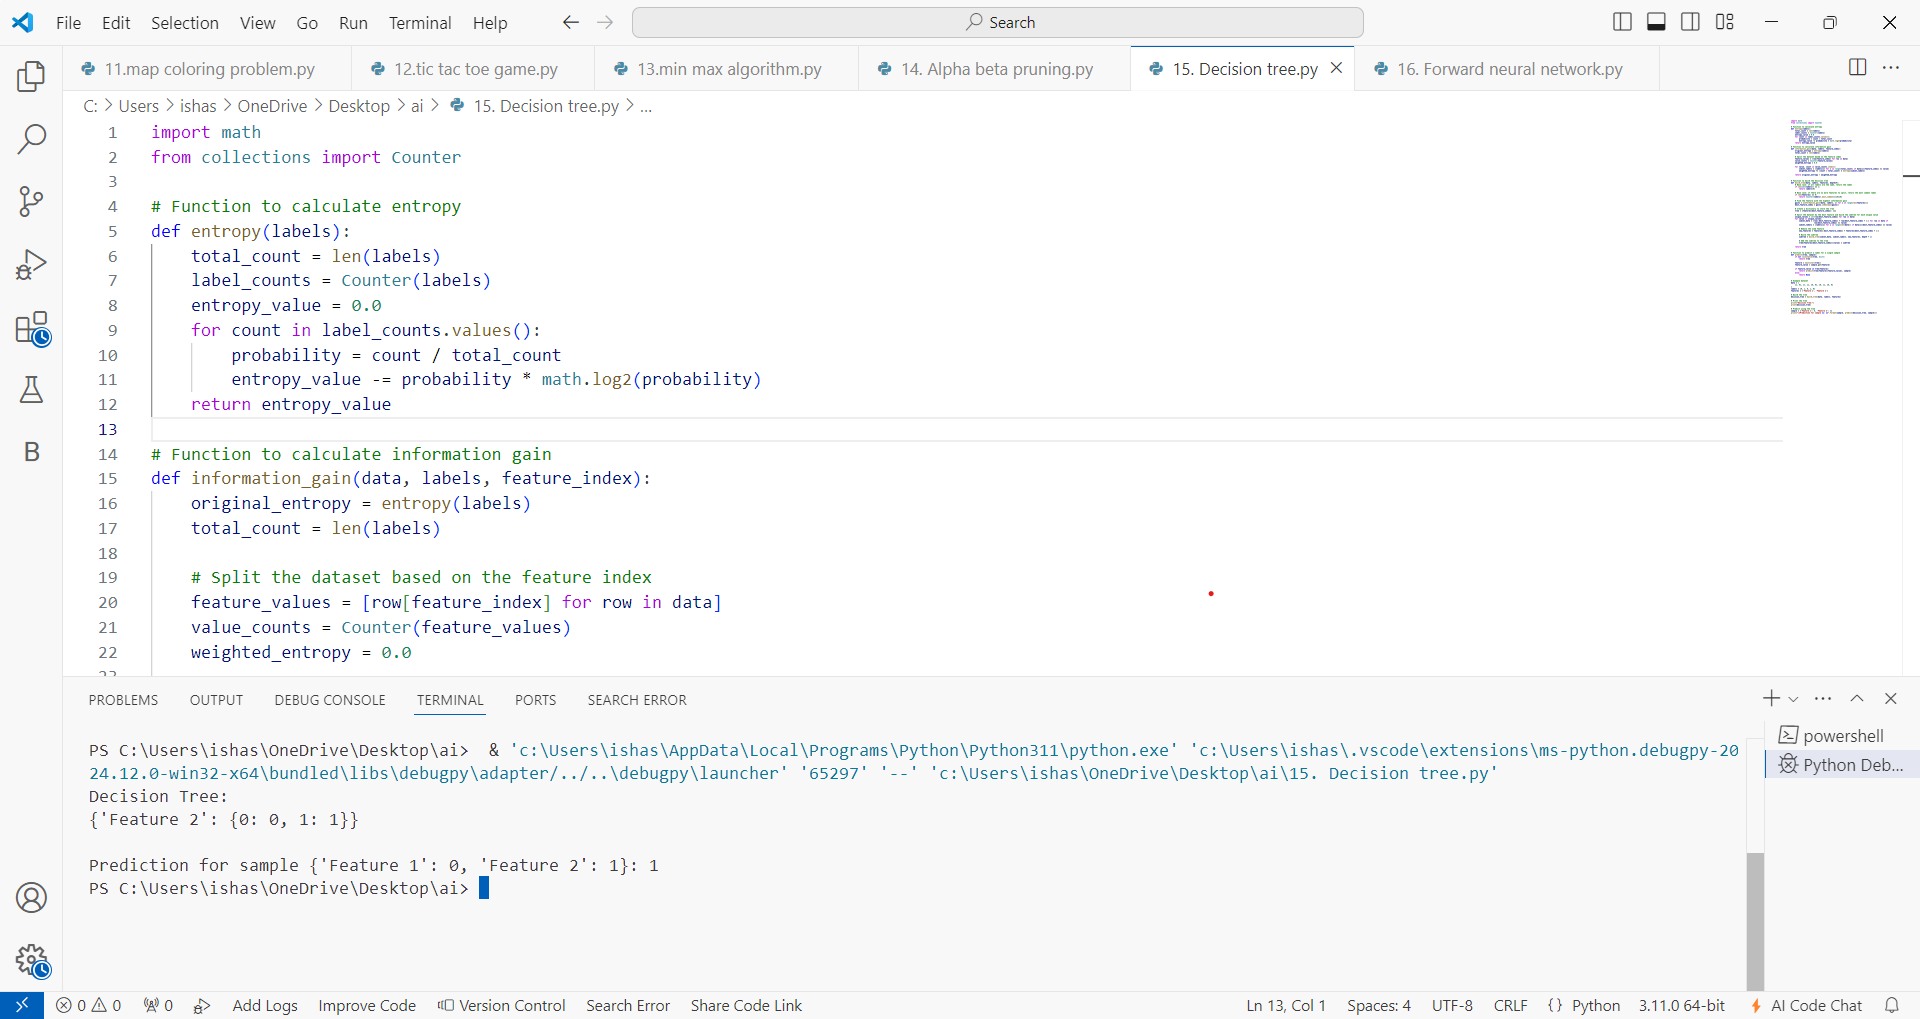 File Edit Selection View Go Run Terminal Help Search
11.map coloring problem.py 12.tic tac toe game.py 13.min max algorithm.py 14. Alpha beta pruning.py 15. Decision tree.py 16. Forward neural network.py
C: > Users > ishas > OneDrive > Desktop > ai > 15. Decision tree.py > ...
1 import math
2 from collections import Counter
3
4 # Function to calculate entropy
5 def entropy(labels):
6 total_count = len(labels)
7 label_counts = Counter(labels)
8 entropy_value = 0.0
9 for count in label_counts.values():
10 probability = count / total_count
11 entropy_value -= probability * math.log2(probability)
12 return entropy_value
13
14 # Function to calculate information gain
15 def information_gain(data, labels, feature_index):
16 original_entropy = entropy(labels)
17 total_count = len(labels)
18
19 # Split the dataset based on the feature index
20 feature_values = [row[feature_index] for row in data]
21 value_counts = Counter(feature_values)
22 weighted_entropy = 0.0
B
PROBLEMS OUTPUT DEBUG CONSOLE TERMINAL PORTS SEARCH ERROR
PS C:\Users\ishas\OneDrive\Desktop\ai> & 'c:\Users\ishas\AppData\Local\Programs\Python\Python311\python.exe' 'c:\Users\ishas\.vscode\extensions\ms-python.debugpy-20
24.12.0-win32-x64\bundled\libs\debugpy\adapter/../..\debugpy\launcher' '65297' '--' 'c:\Users\ishas\OneDrive\Desktop\ai\15. Decision tree.py'
Decision Tree:
{'Feature 2': {0: 0, 1: 1}}
Prediction for sample {'Feature 1': 0, 'Feature 2': 1}: 1
PS C:\Users\ishas\OneDrive\Desktop\ai>
powershell
Python Deb...
0 0 0 Add Logs Improve Code Version Control Search Error Share Code Link Ln 13, Col 1 Spaces: 4 UTF-8 CRLF {} Python 3.11.0 64-bit AI Code Chat